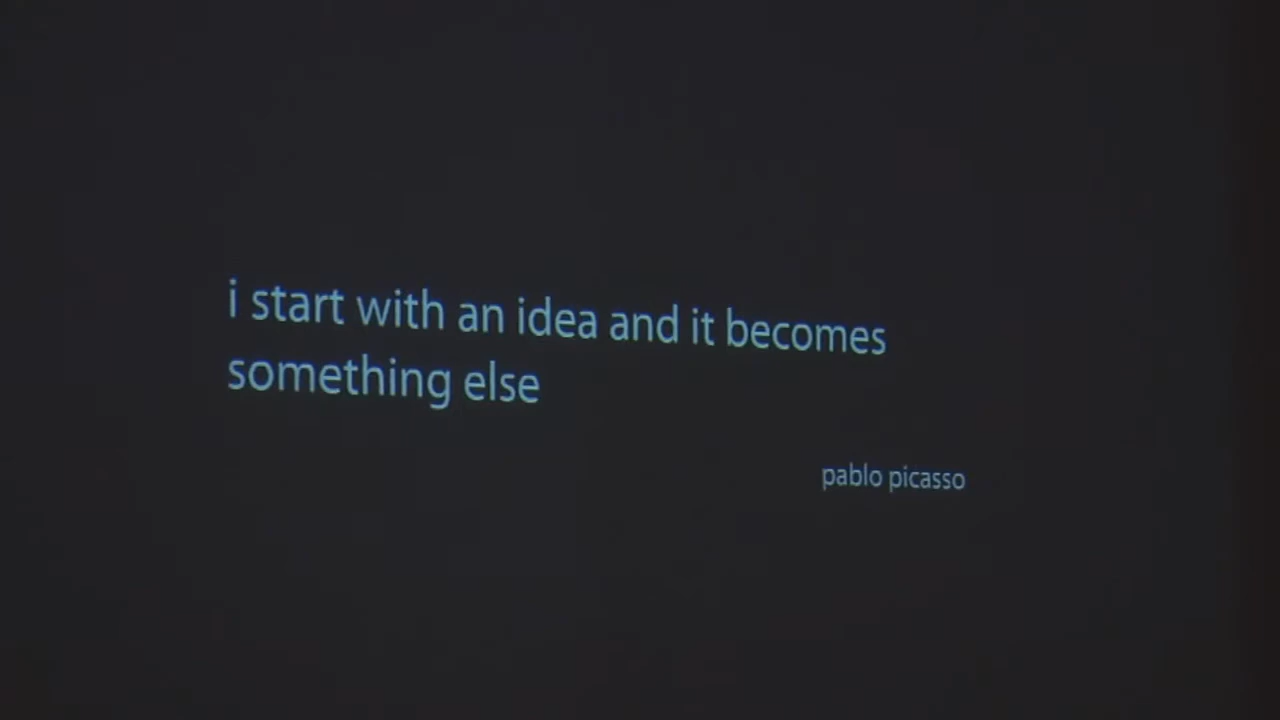 i start with an idea and it becomes
something else
pablo picasso